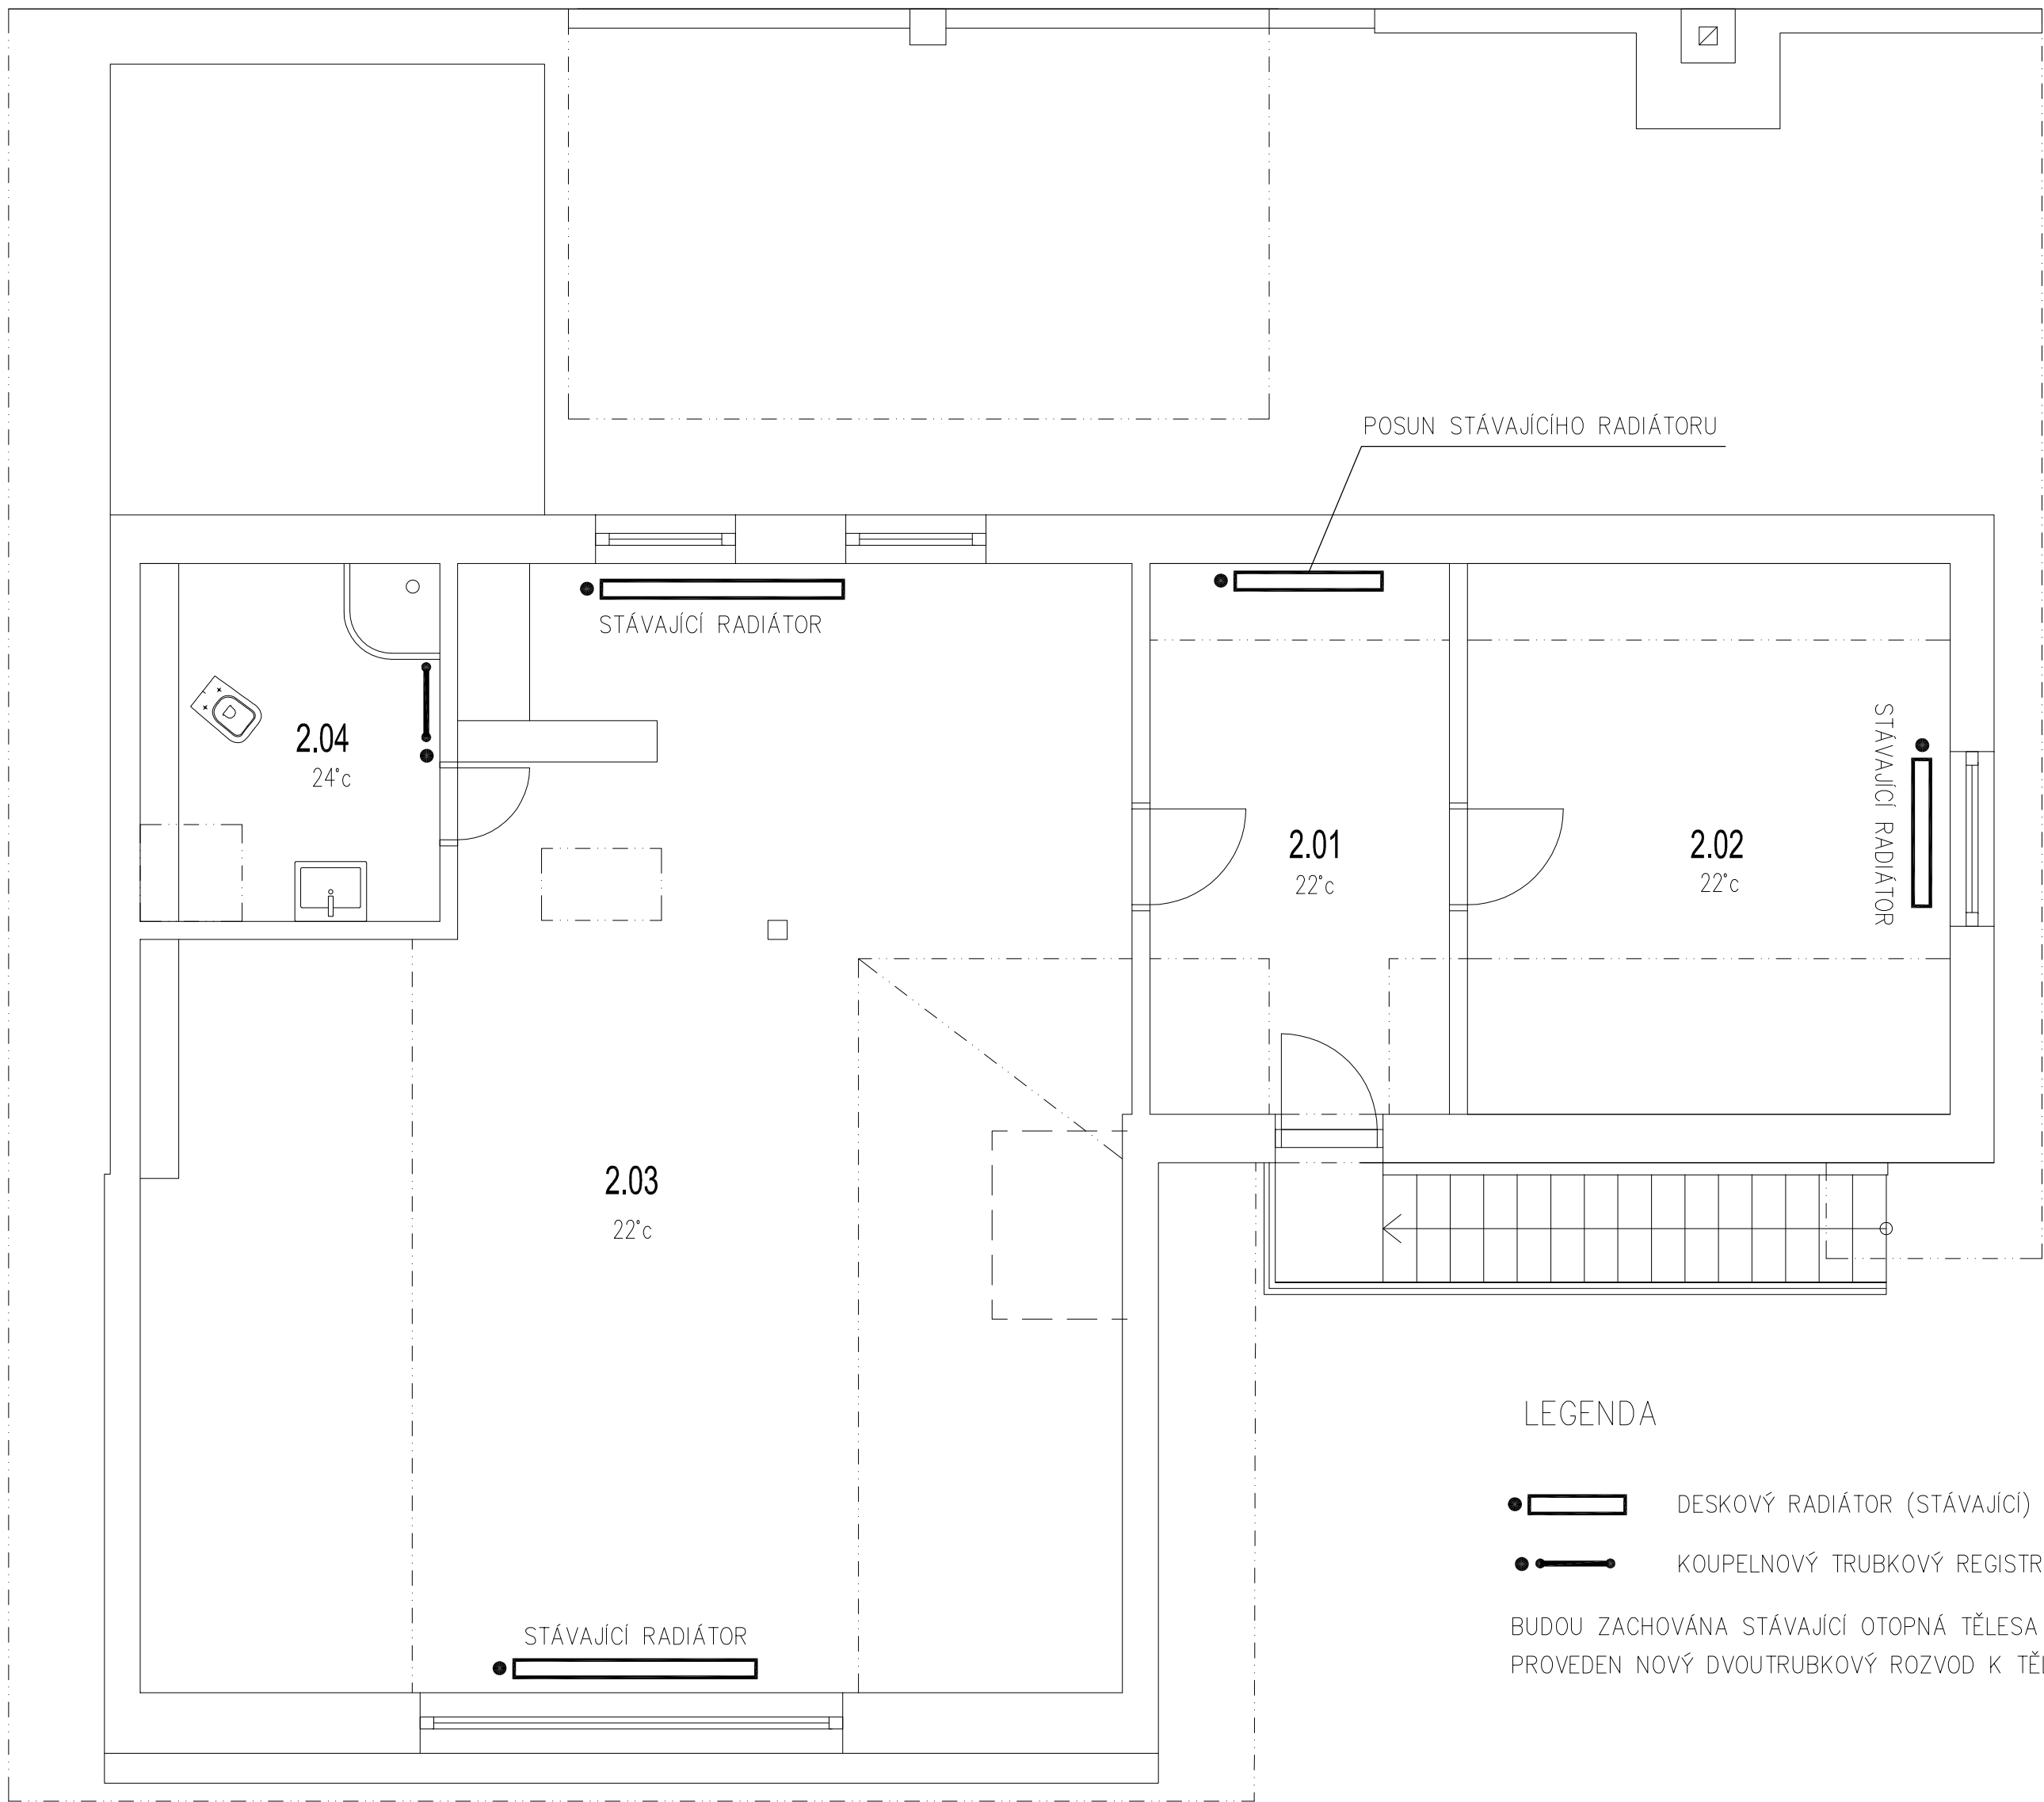 POSUN STÁVAJÍCÍHO RADIÁTORU
STÁVAJÍCÍ RADIÁTOR
2.04
24°c
STÁVAJÍCÍ RADIÁTOR
2.01
22°c
2.02
22°c
2.03
22°c
LEGENDA
DESKOVÝ RADIÁTOR (STÁVAJÍCÍ)
KOUPELNOVÝ TRUBKOVÝ REGISTR
BUDOU ZACHOVÁNA STÁVAJÍCÍ OTOPNÁ TĚLESA
PROVEDEN NOVÝ DVOUTRUBKOVÝ ROZVOD K
STÁVAJÍCÍ RADIÁTOR